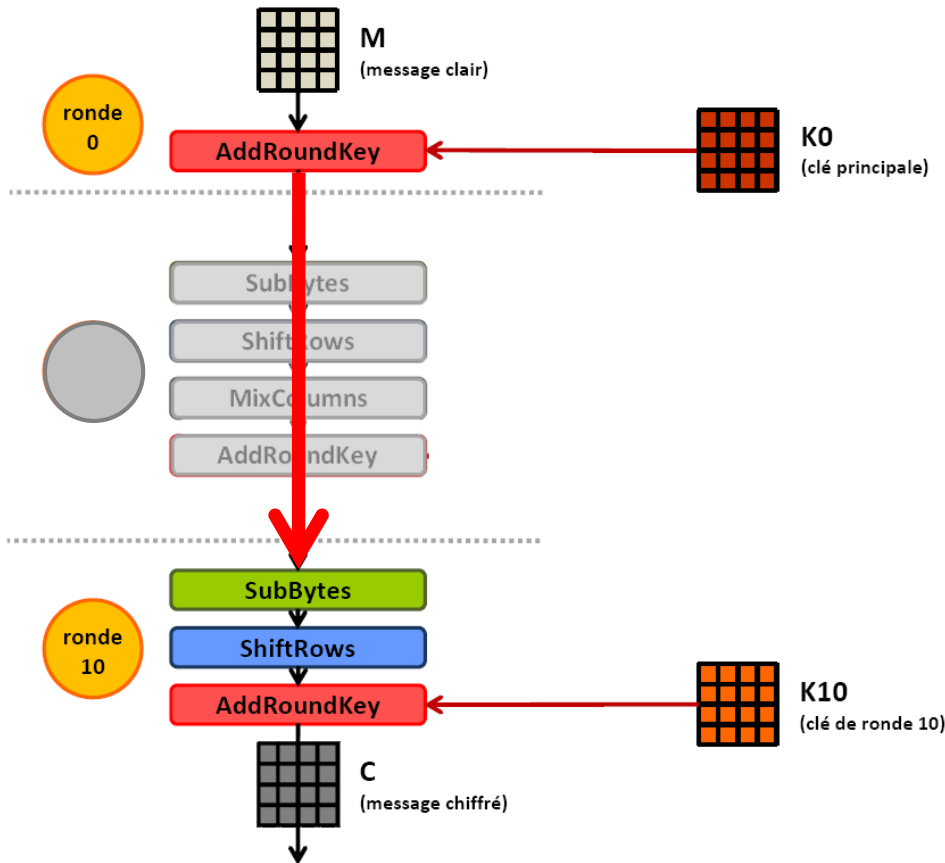 M
(message clair)
ronde
0
AddRoundKey
K0
(clé principale)
SubBytes
ShiftRows
MixColumns
AddRoundKey
SubBytes
ronde
10
ShiftRows
AddRoundKey
K10
(clé de ronde 10)
C
(message chiffré)